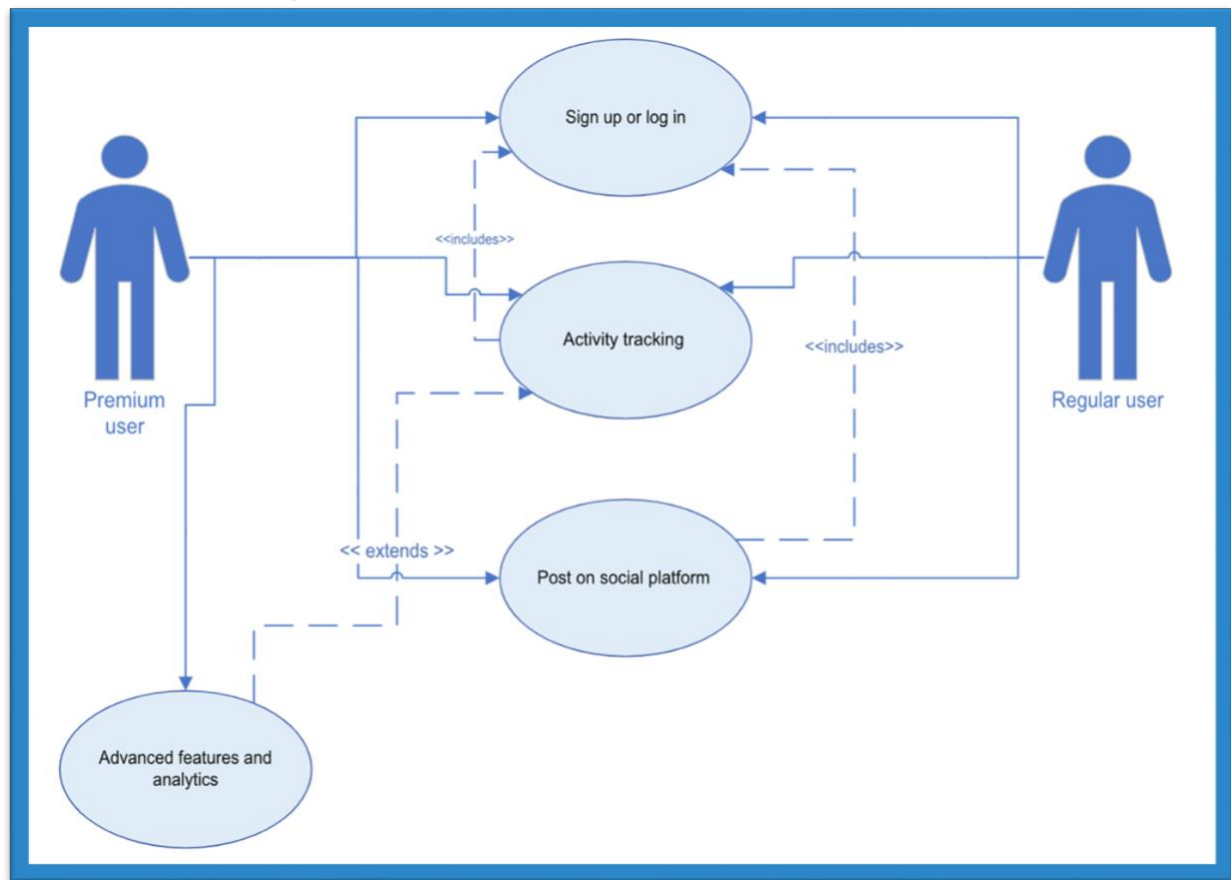 Sign up or log in
<<includes>>
Activity tracking
<<includes>>
Premium
user
Regular user
<< extends >>
Post on social platform
Advanced features and
analytics